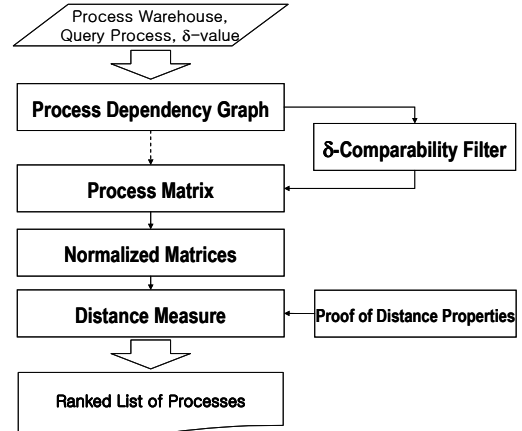 Process Warehouse,
Query Process, δ-value
Process Dependency Graph
δ-Comparability Filter
Process Matrix
Normalized Matrices
Distance Measure
Proof of Distance Properties
Ranked List of Processes